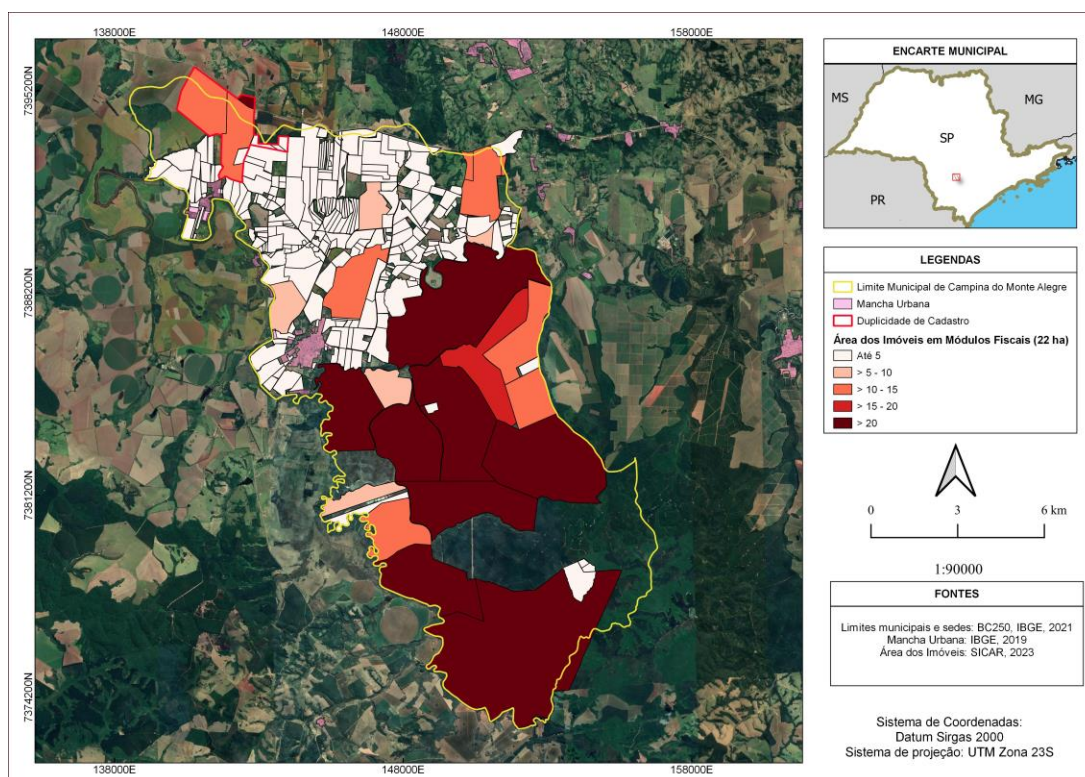 138000E
148000E
158000E
7395200N
7388200N
7381200N
7374200N
138000E
148000E
158000E
ENCARTE MUNICIPAL
MS
MG
SP
PR
LEGENDAS
Limite Municipal de Campina do Monte Alegre
Mancha Urbana
Duplicidade de Cadastro
Área dos Imóveis em Módulos Fiscais (22 ha)
Até 5
> 5 - 10
> 10 - 15
> 15 - 20
> 20
0 3 6 km
1:90000
FONTES
Limites municipais e sedes: BC250, IBGE, 2021
Mancha Urbana: IBGE, 2019
Área dos Imóveis: SICAR, 2023
Sistema de Coordenadas:
Datum Sirgas 2000
Sistema de projeção: UTM Zona 23S